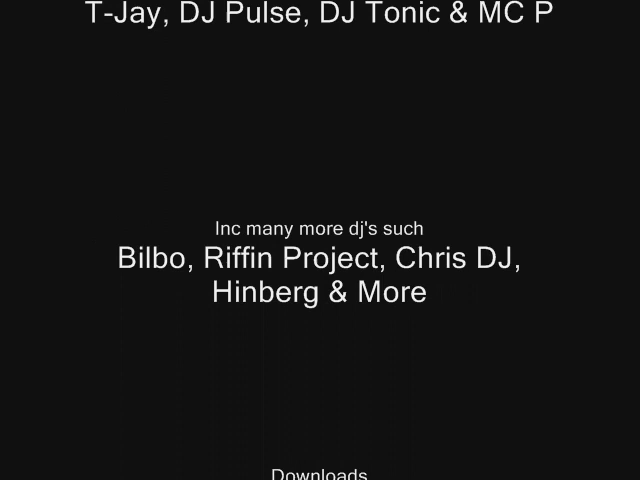 T-Jay, DJ Pulse, DJ Tonic & MC P
Inc many more dj's such
Bilbo, Riffin Project, Chris DJ,
Hinberg & More
Downloads